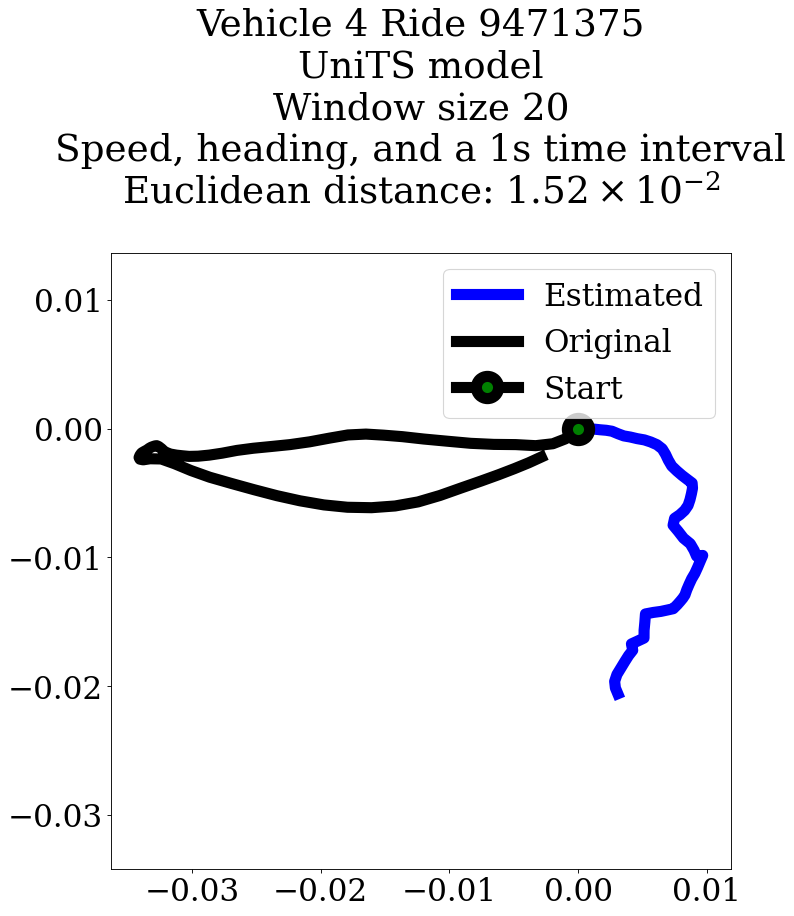 Vehicle 4 Ride 9471375
UniTS model
Window size 20
Speed, heading, and a 1s time interval
Euclidean distance: 1.52 × 10⁻²
Estimated
Original
Start
0.01
0.00
−0.01
−0.02
−0.03
−0.03 −0.02 −0.01 0.00 0.01